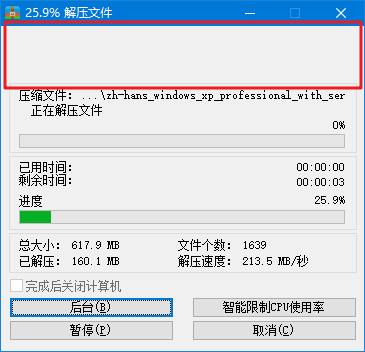 25.9% 解压文件
压缩文件: ...\zh-hans_windows_xp_professional_with_ser
正在解压文件
0%
已用时间: 00:00:00
剩余时间: 00:00:03
进度 25.9%
总大小: 617.9 MB 文件个数: 1639
已解压: 160.1 MB 解压速度: 213.5 MB/秒
完成后关闭计算机
后台(B) 智能限制CPU使用率
暂停(P) 取消(C)